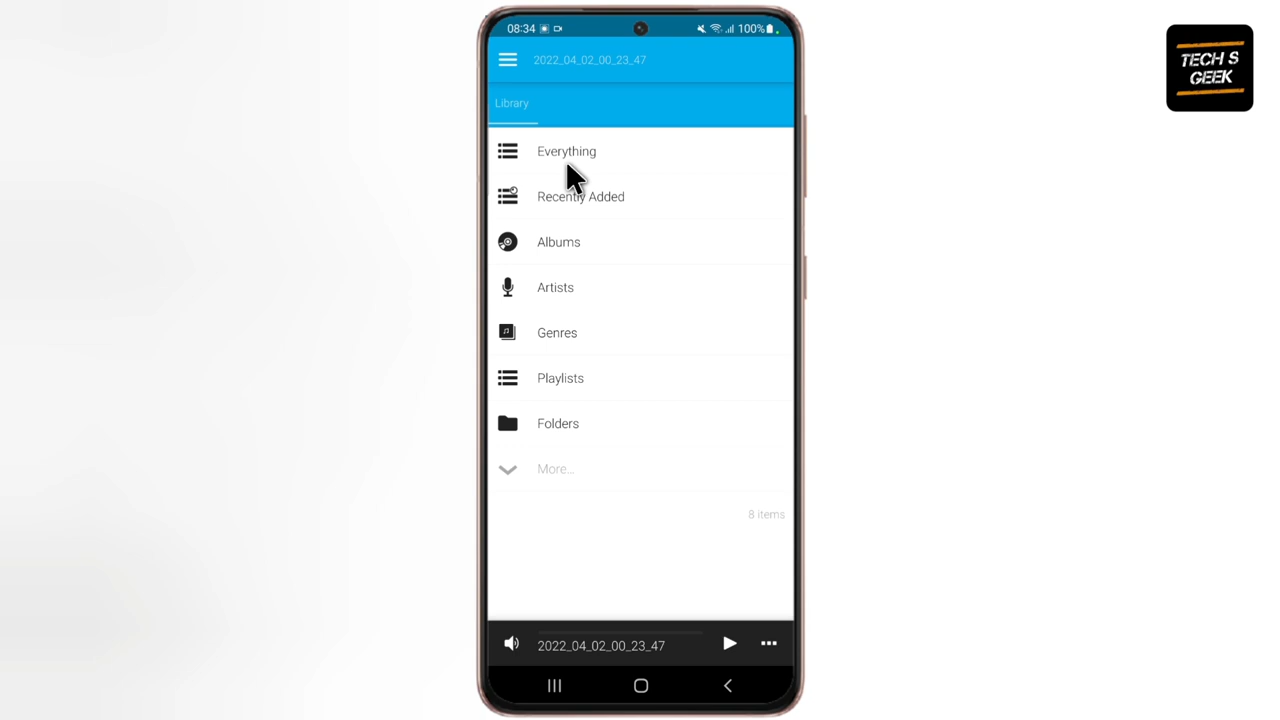 08:34
100%
2022_04_02_00_23_47
Library
Everything
Recently Added
Albums
Artists
Genres
Playlists
Folders
More...
8 items
2022_04_02_00_23_47
TECH S
GEEK